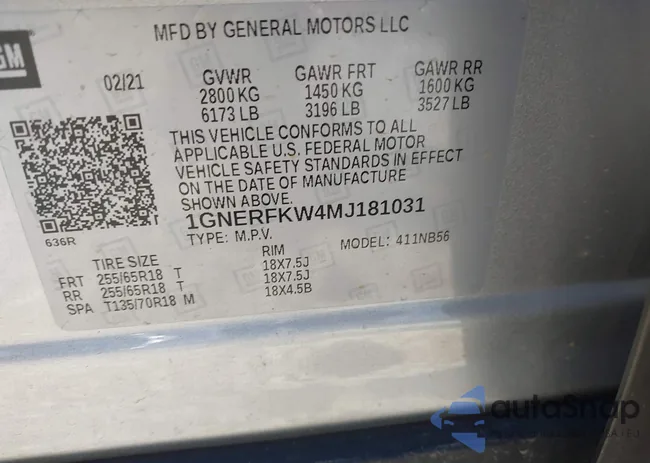 GM
MFD BY GENERAL MOTORS LLC
02/21 GVWR GAWR FRT GAWR RR
2800 KG 1450 KG 1600 KG
6173 LB 3196 LB 3527 LB
THIS VEHICLE CONFORMS TO ALL
APPLICABLE U.S. FEDERAL MOTOR
VEHICLE SAFETY STANDARDS IN EFFECT
ON THE DATE OF MANUFACTURE
SHOWN ABOVE.
1GNERFKW4MJ181031
636R
TYPE: M.P.V. MODEL: 411NB56
TIRE SIZE RIM
FRT 255/65R18 T 18X7.5J
RR 255/65R18 T 18X7.5J
SPA T135/70R18 M 18X4.5B
autoSnap